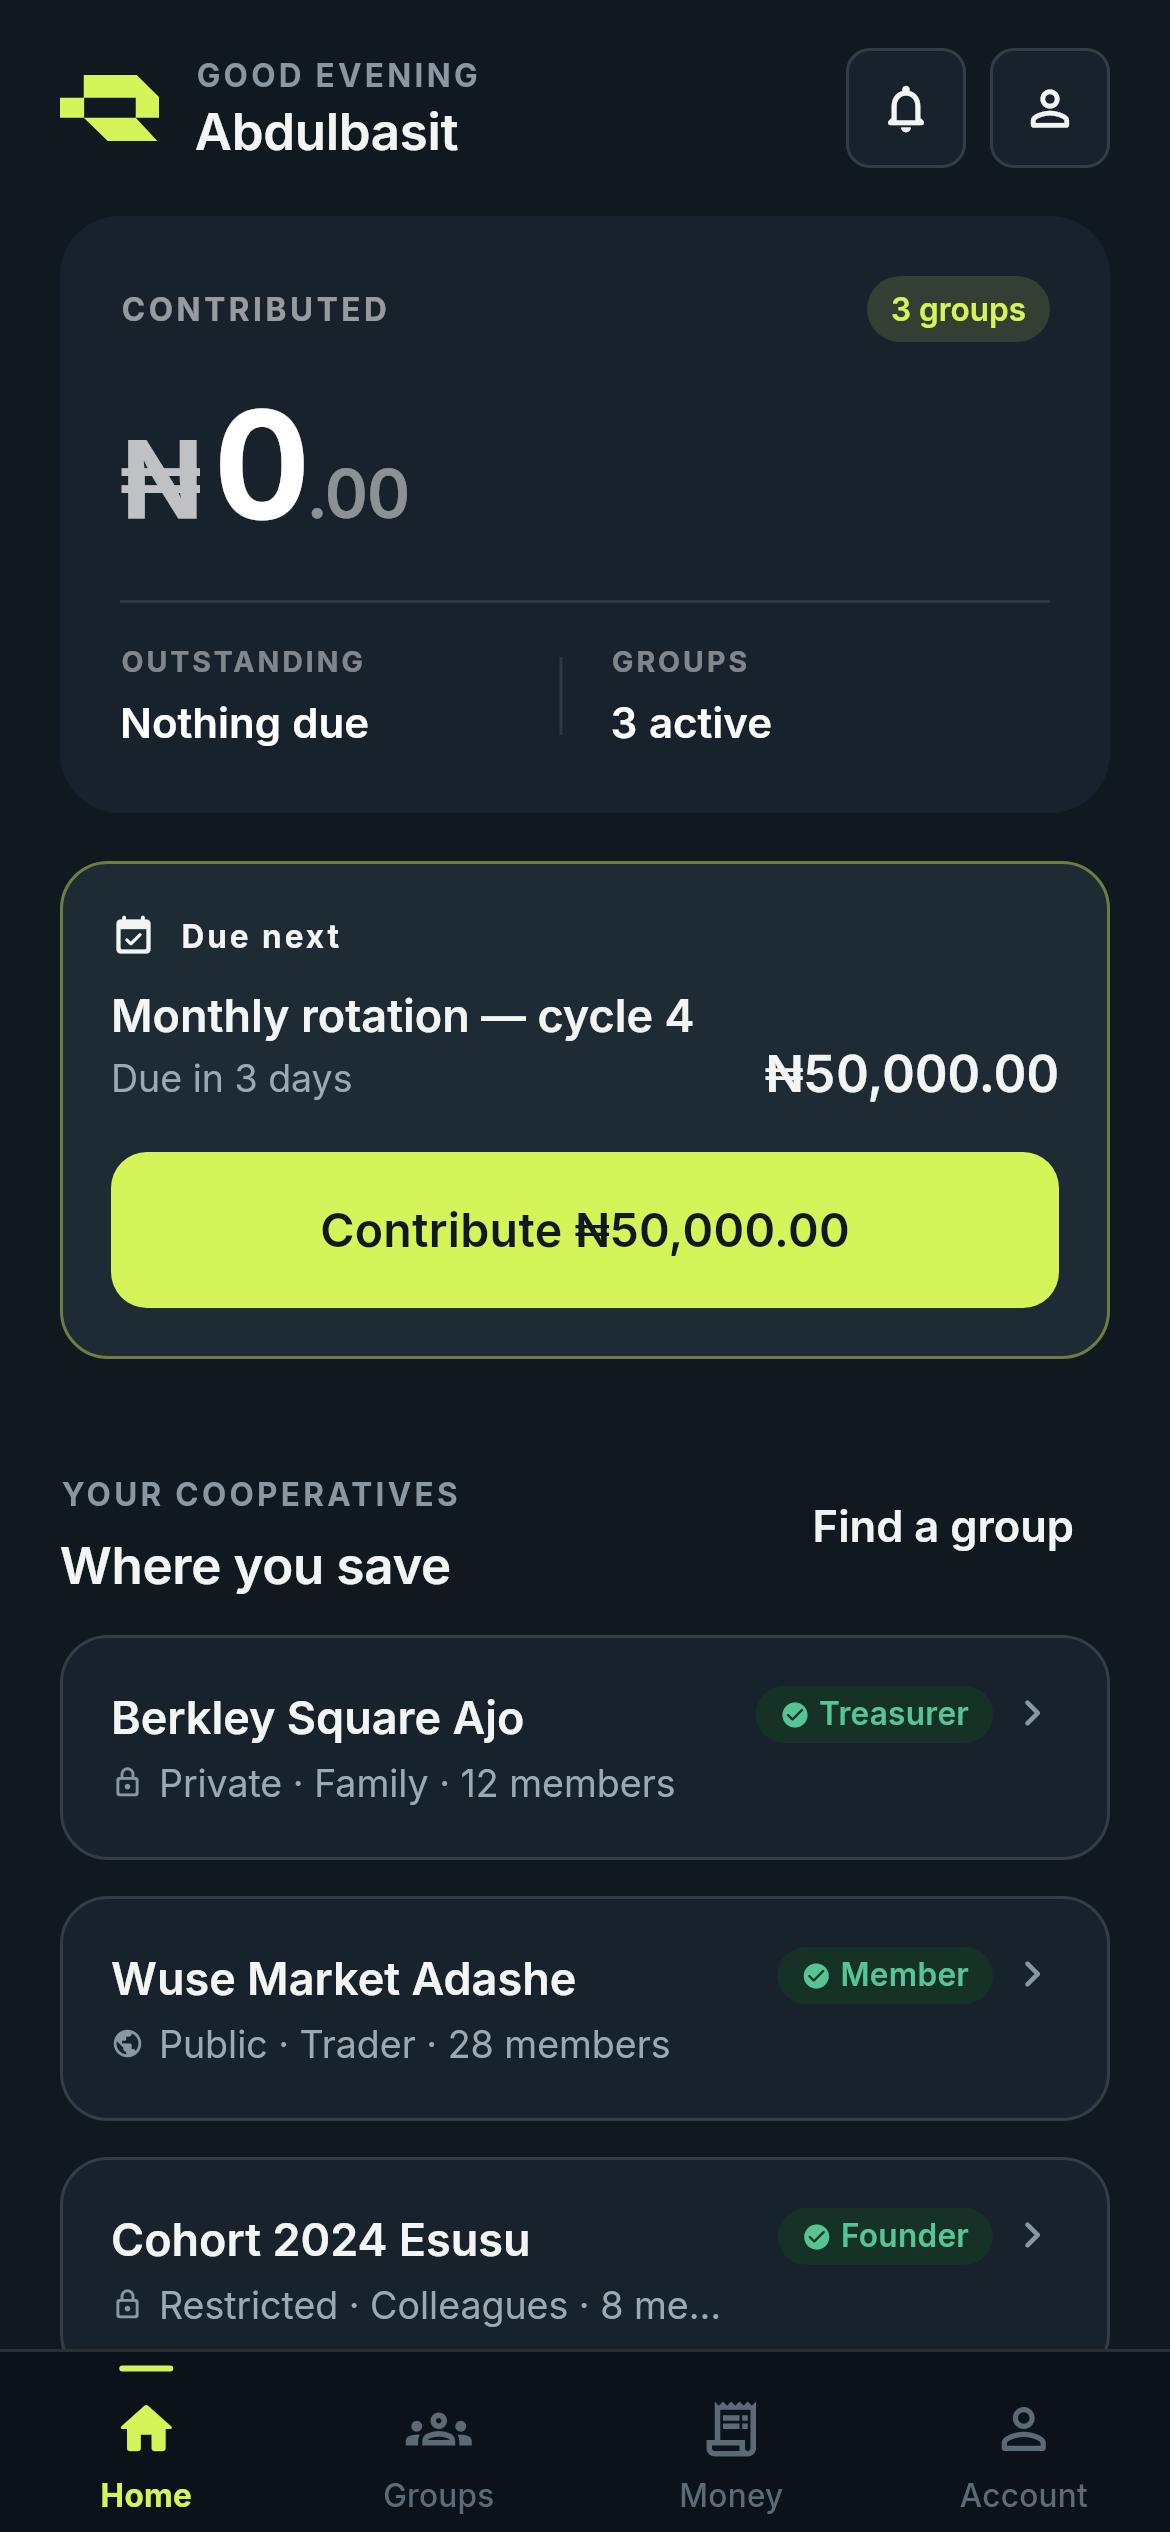 GOOD EVENING
Abdulbasit
CONTRIBUTED
3 groups
₦0.00
OUTSTANDING
GROUPS
Nothing due
3 active
Due next
Monthly rotation — cycle 4
Due in 3 days
₦50,000.00
Contribute ₦50,000.00
YOUR COOPERATIVES
Where you save
Find a group
Berkley Square Ajo
Treasurer
Private · Family · 12 members
Wuse Market Adashe
Member
Public · Trader · 28 members
Cohort 2024 Esusu
Founder
Restricted · Colleagues · 8 me...
Home
Groups
Money
Account